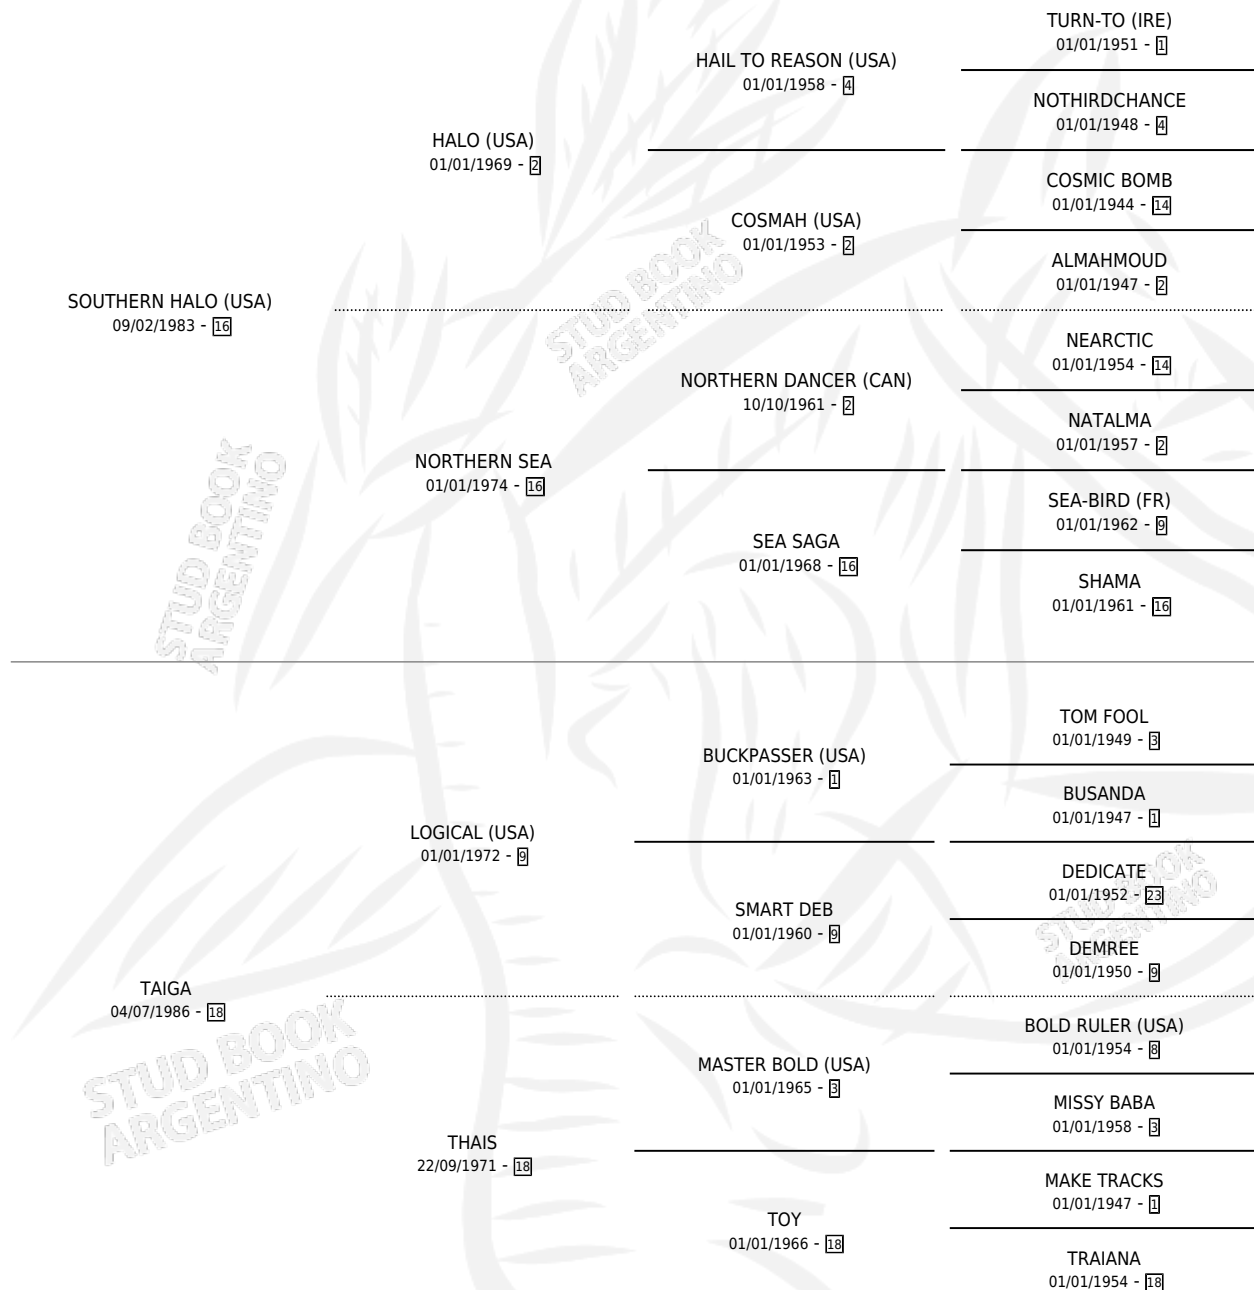 TURN-TO (IRE)
01/01/1951 - 1
HAIL TO REASON (USA)
01/01/1958 - 4
NOTHIRDCHANCE
01/01/1948 - 4
HALO (USA)
01/01/1969 - 2
COSMIC BOMB
01/01/1944 - 14
COSMAH (USA)
01/01/1953 - 2
ALMAHMOUD
01/01/1947 - 2
SOUTHERN HALO (USA)
09/02/1983 - 16
STUD BOOK
ARGENTINO
NEARCTIC
01/01/1954 - 14
NORTHERN DANCER (CAN)
10/10/1961 - 2
NATALMA
01/01/1957 - 2
NORTHERN SEA
01/01/1974 - 16
SEA-BIRD (FR)
01/01/1962 - 9
SEA SAGA
01/01/1968 - 16
SHAMA
01/01/1961 - 16
STUD BOOK
ARGENTINO
TOM FOOL
01/01/1949 - 3
BUCKPASSER (USA)
01/01/1963 - 1
BUSANDA
01/01/1947 - 1
LOGICAL (USA)
01/01/1972 - 9
DEDICATE
01/01/1952 - 23
SMART DEB
01/01/1960 - 9
DEMREE
01/01/1950 - 9
STUD BOOK
ARGENTINO
TAIGA
04/07/1986 - 18
BOLD RULER (USA)
01/01/1954 - 8
MASTER BOLD (USA)
01/01/1965 - 3
MISSY BABA
01/01/1958 - 3
STUD BOOK
ARGENTINO
THAIS
22/09/1971 - 18
MAKE TRACKS
01/01/1947 - 1
TOY
01/01/1966 - 18
TRAIANA
01/01/1954 - 18